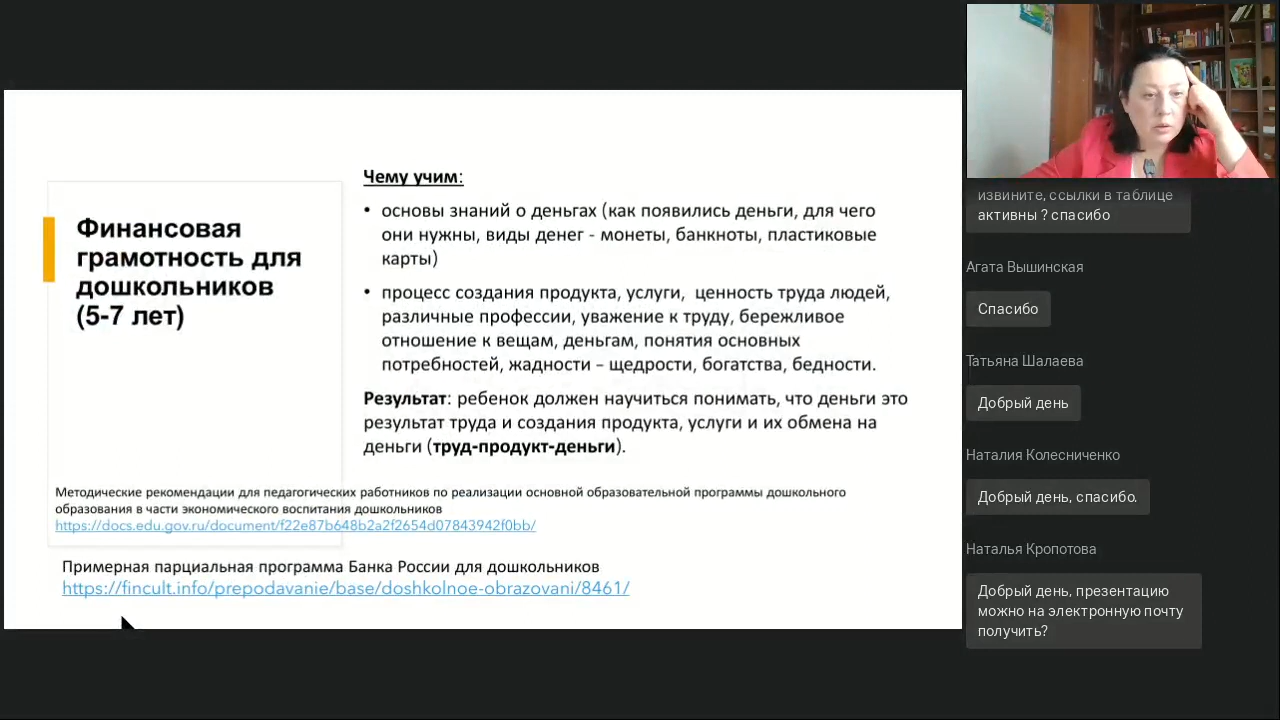 Финансовая
грамотность для
дошкольников
(5-7 лет)
Чему учим:
• основы знаний о деньгах (как появились деньги, для чего
они нужны, виды денег - монеты, банкноты, пластиковые
карты)
• процесс создания продукта, услуги, ценность труда людей,
различные профессии, уважение к труду, бережливое
отношение к вещам, деньгам, понятия основных
потребностей, жадности – щедрости, богатства, бедности.
Результат: ребенок должен научиться понимать, что деньги это
результат труда и создания продукта, услуги и их обмена на
деньги (труд-продукт-деньги).
Методические рекомендации для педагогических работников по реализации основной образовательной программы дошкольного
образования в части экономического воспитания дошкольников
https://docs.edu.gov.ru/document/f22e87b648b2a2f2654d07843942f0bb/
Примерная парциальная программа Банка России для дошкольников
https://fincult.info/prepodavanie/base/doshkolnoe-obrazovani/8461/
извините, ссылки в таблице
активны ? спасибо
Агата Вышинская
Спасибо
Татьяна Шалаева
Добрый день
Наталия Колесниченко
Добрый день, спасибо.
Наталья Кропотова
Добрый день, презентацию
можно на электронную почту
получить?